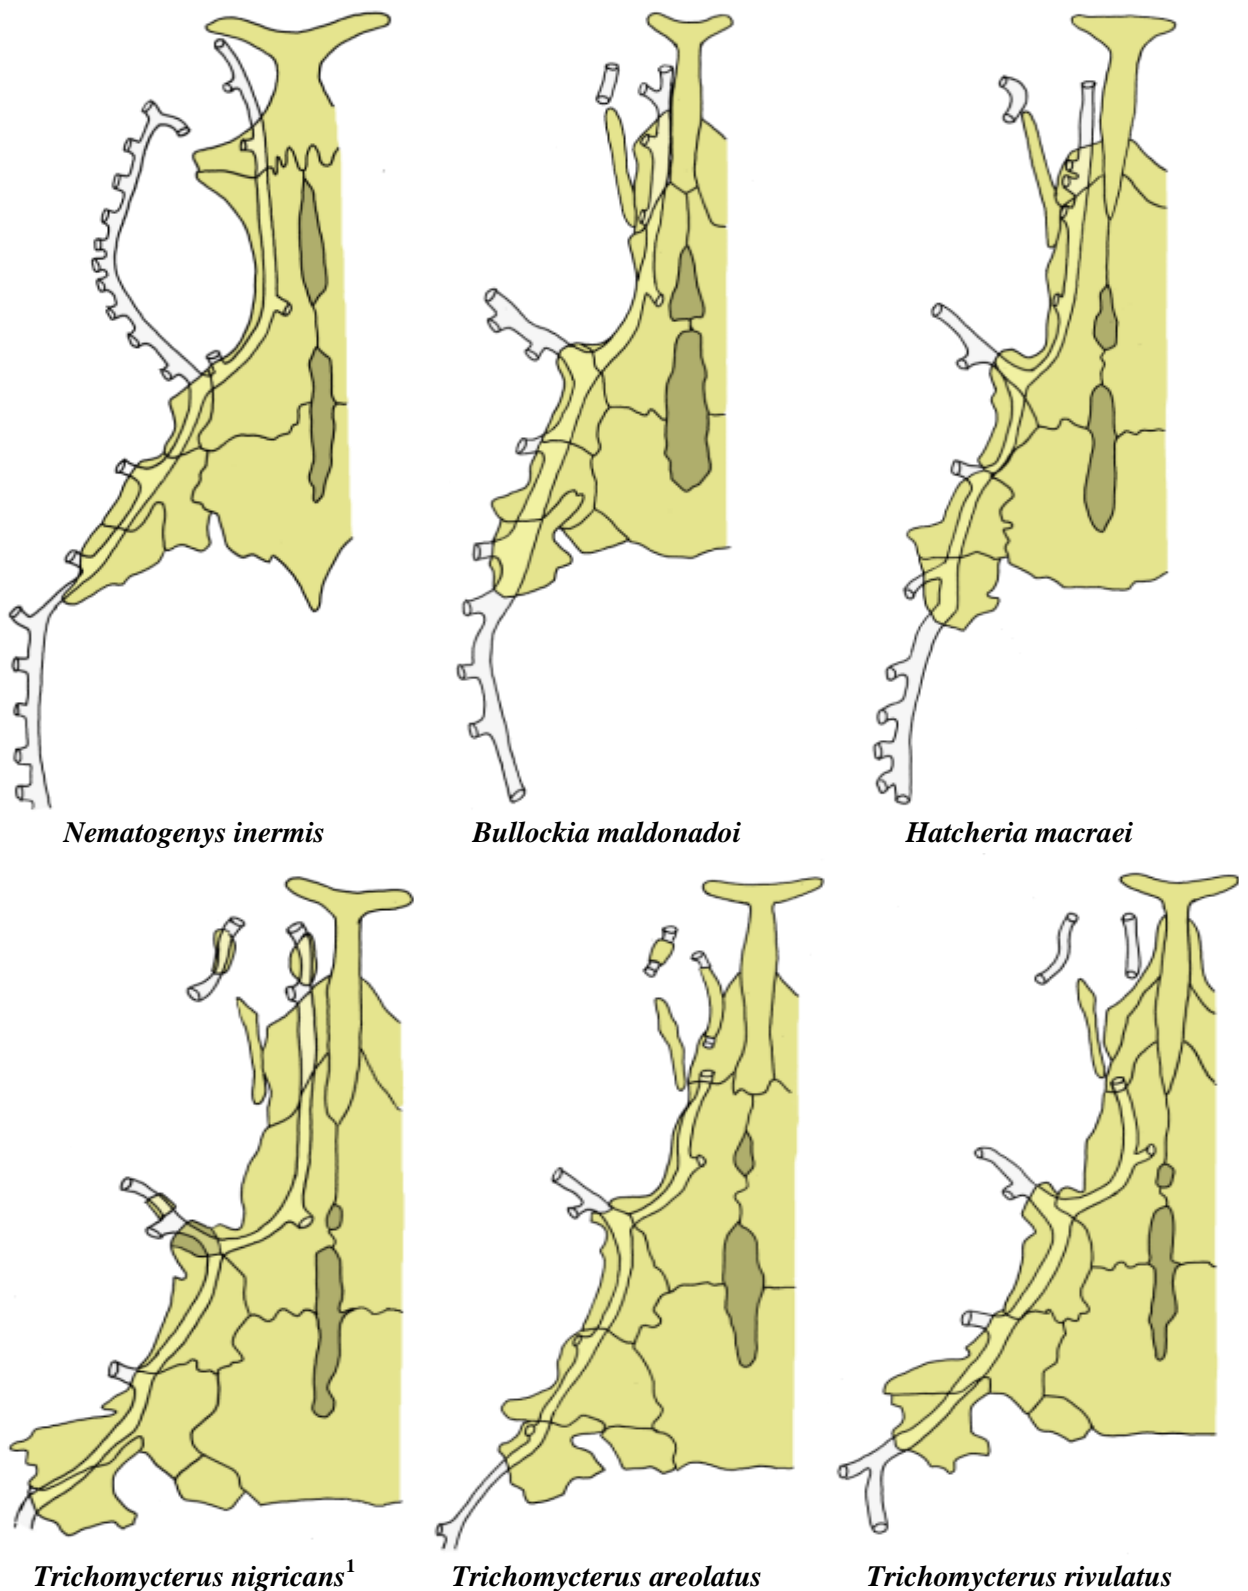 Nematogenys inermis
Bullockia maldonadoi
Hatcheria macraei
Trichomycterus nigricans¹
Trichomycterus areolatus
Trichomycterus rivulatus